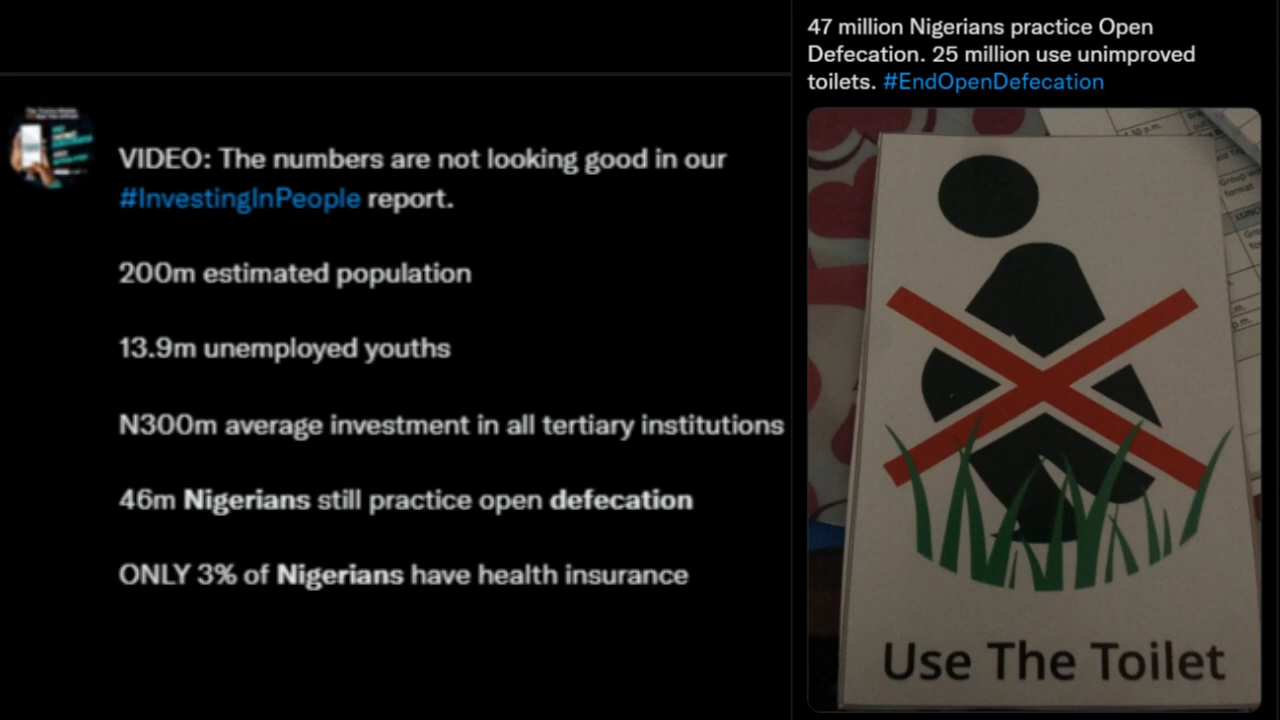 VIDEO: The numbers are not looking good in our
#InvestingInPeople report.
200m estimated population
13.9m unemployed youths
N300m average investment in all tertiary institutions
46m Nigerians still practice open defecation
ONLY 3% of Nigerians have health insurance
47 million Nigerians practice Open
Defecation. 25 million use unimproved
toilets. #EndOpenDefecation
Use The Toilet